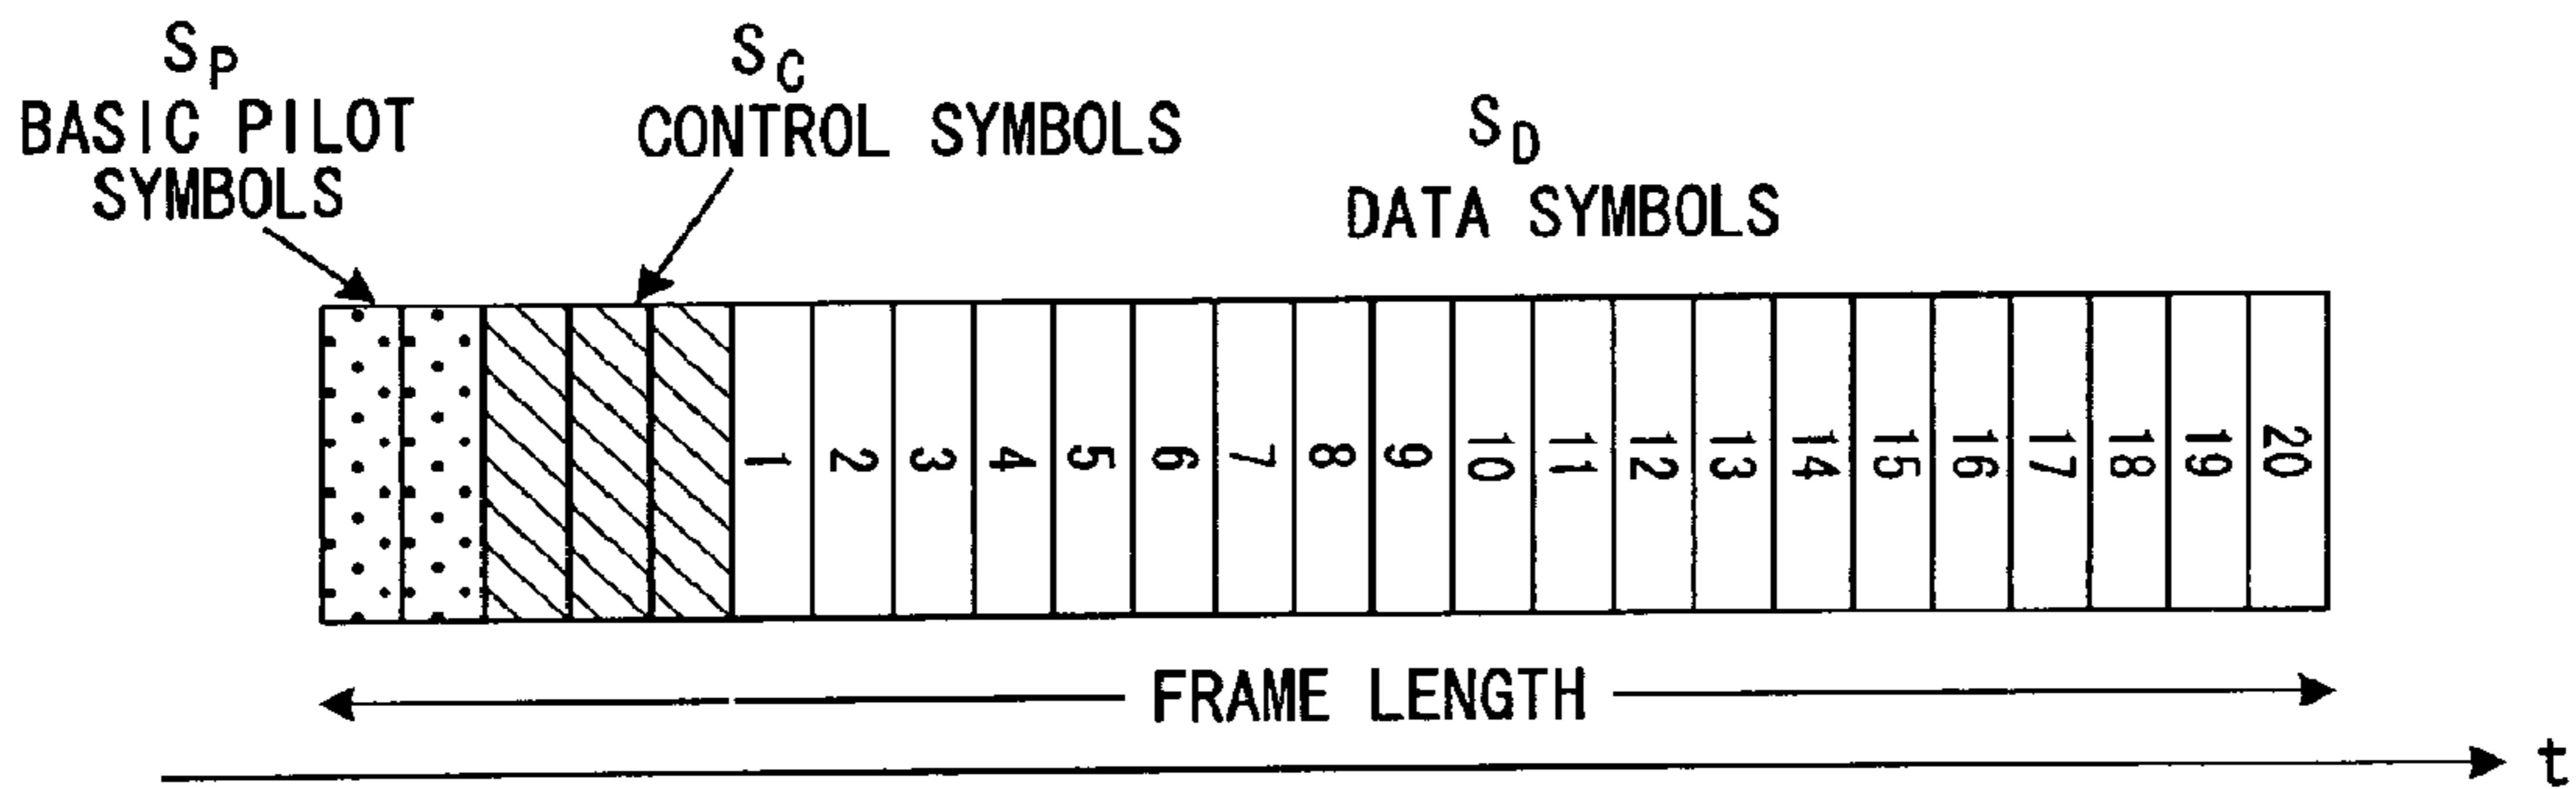 S_P
BASIC PILOT
SYMBOLS
S_C
CONTROL SYMBOLS
S_D
DATA SYMBOLS
1 2 3 4 5 6 7 8 9 10 11 12 13 14 15 16 17 18 19 20
FRAME LENGTH
t